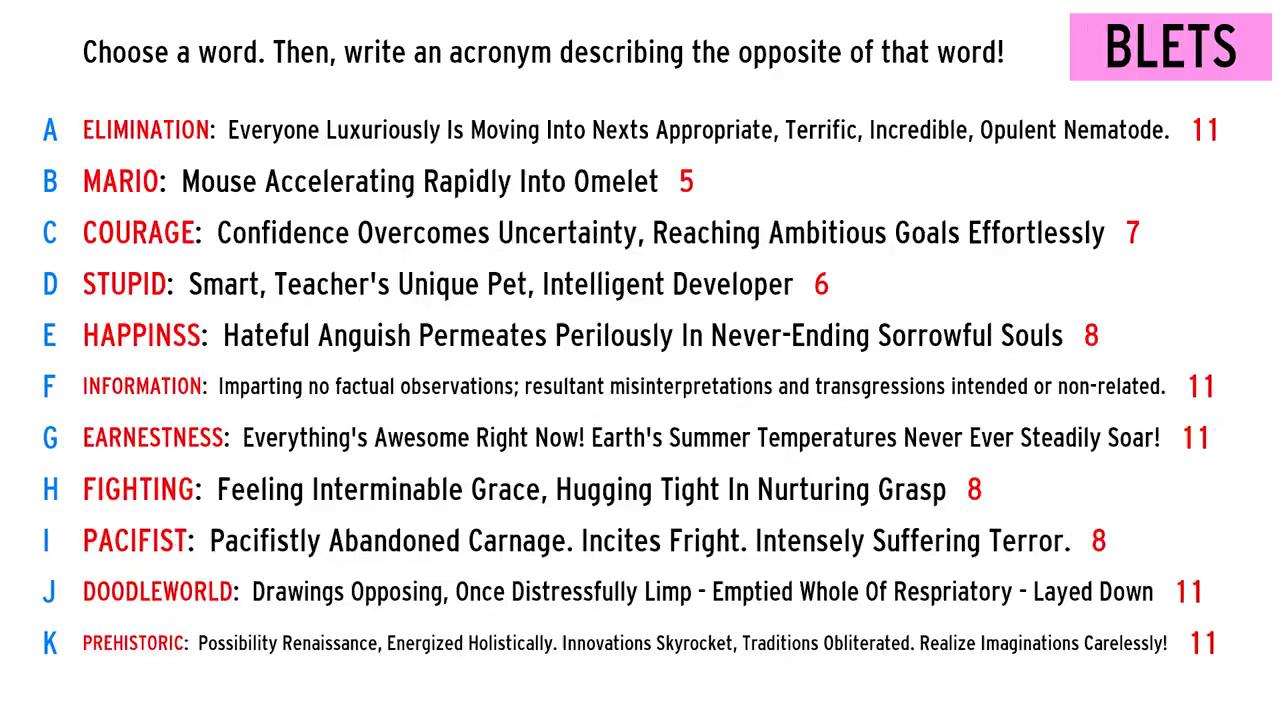 Choose a word. Then, write an acronym describing the opposite of that word!
BLETS
A ELIMINATION: Everyone Luxuriously Is Moving Into Nexts Appropriate, Terrific, Incredible, Opulent Nematode. 11
B MARIO: Mouse Accelerating Rapidly Into Omelet 5
C COURAGE: Confidence Overcomes Uncertainty, Reaching Ambitious Goals Effortlessly 7
D STUPID: Smart, Teacher's Unique Pet, Intelligent Developer 6
E HAPPINSS: Hateful Anguish Permeates Perilously In Never-Ending Sorrowful Souls 8
F INFORMATION: Imparting no factual observations; resultant misinterpretations and transgressions intended or non-related. 11
G EARNESTNESS: Everything's Awesome Right Now! Earth's Summer Temperatures Never Ever Steadily Soar! 11
H FIGHTING: Feeling Interminable Grace, Hugging Tight In Nurturing Grasp 8
I PACIFIST: Pacifistly Abandoned Carnage. Incites Fright. Intensely Suffering Terror. 8
J DOODLEWORLD: Drawings Opposing, Once Distressfully Limp - Emptied Whole Of Respriatory - Layed Down 11
K PREHISTORIC: Possibility Renaissance, Energized Holistically. Innovations Skyrocket, Traditions Obliterated. Realize Imaginations Carelessly! 11